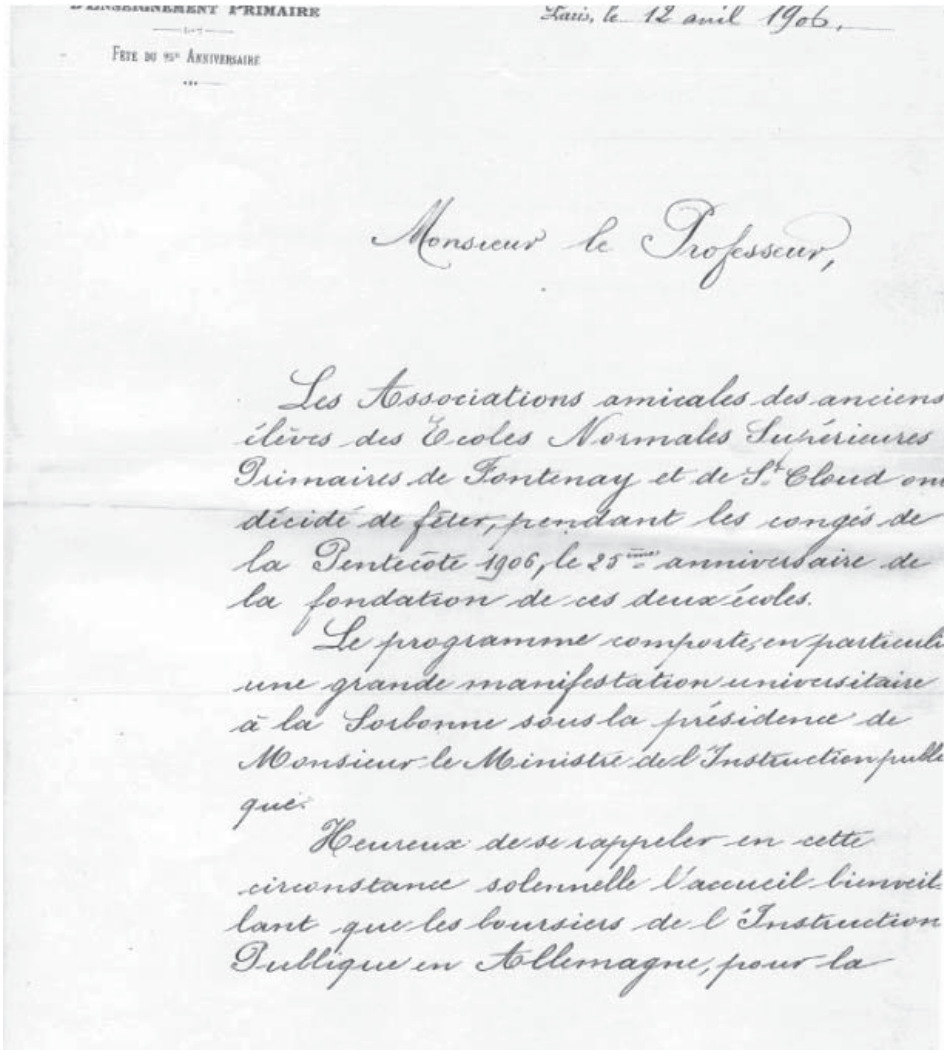 D'ENSEIGNEMENT PRIMAIRE
Paris, le 12 avril 1906.
FÊTE DU 25e ANNIVERSAIRE
Monsieur le Professeur,
Les Associations amicales des anciens
élèves des Ecoles Normales Supérieures
Primaires de Fontenay et de St. Cloud ont
décidé de fêter, pendant les congés de
la Pentecôte 1906, le 25ème anniversaire de
la fondation de ces deux écoles.
Le programme comporte, en particuli
une grande manifestation universitaire
à la Sorbonne sous la présidence de
Monsieur le Ministre de l'Instruction publi
que.
Heureux de se rappeler en cette
circonstance solennelle l'accueil bienveil-
lant que les boursiers de l'Instruction
Publique en Allemagne, pour la